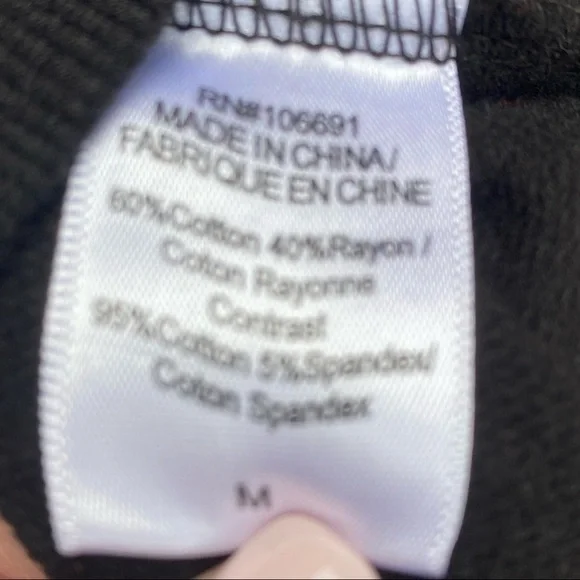 RN#106691
MADE IN CHINA/
FABRIQUE EN CHINE
60%Cotton 40%Rayon /
Coton Rayonne
Contrast
95%Cotton 5%Spandex/
Coton Spandex
M